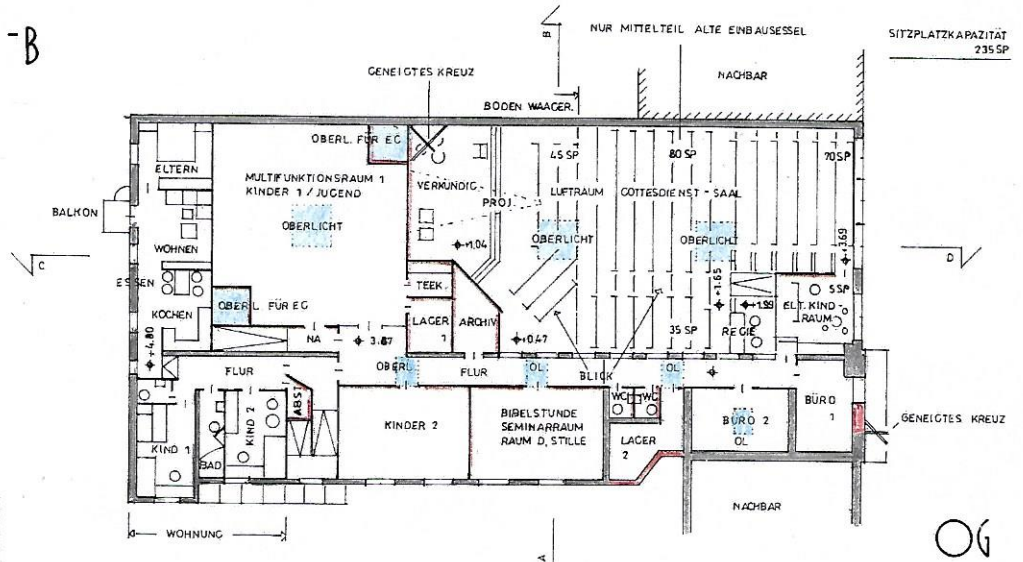 -B
NUR MITTELTEIL ALTE EINBAUSESSEL
SITZPLATZKAPAZITÄT
235 SP
B
NACHBAR
GENEIGTES KREUZ
BODEN WAAGER.
OBERL. FÜR EG
ELTERN
MULTIFUNKTIONSRAUM 1
KINDER 1 / JUGEND
VERKÜNDIG.
45 SP
80 SP
70 SP
LUFTRAUM
GOTTESDIENST - SAAL
PROJ.
BALKON
OBERLICHT
OBERLICHT
OBERLICHT
WOHNEN
+1.04
+3.69
C
D
ESSEN
TEEK.
+1.65
5 SP
OBERL. FÜR EG
KOCHEN
LAGER
1
ARCHIV
+1.99
ELT. KIND -
RAUM
REGIE
NA
3.87
+0.47
35 SP
+4.80
FLUR
OBERL
FLUR
OL
BLICK
OL
ABST
WC
WC
BÜRO
1
KIND 1
KIND 2
BAD
KINDER 2
BIBELSTUNDE
SEMINARRAUM
RAUM D. STILLE
LAGER
2
BÜRO 2
OL
GENEIGTES KREUZ
NACHBAR
WOHNUNG
A
OG